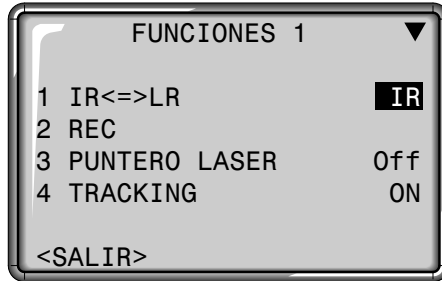 FUNCIONES 1 ▼
1 IR<=>LR IR
2 REC
3 PUNTERO LASER Off
4 TRACKING ON
<SALIR>